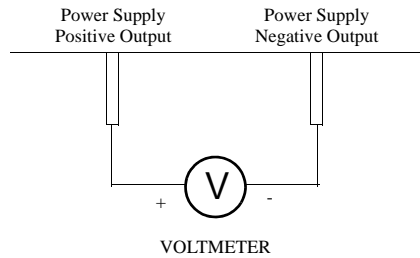 Power Supply
Positive Output
Power Supply
Negative Output
V
+
-
VOLTMETER